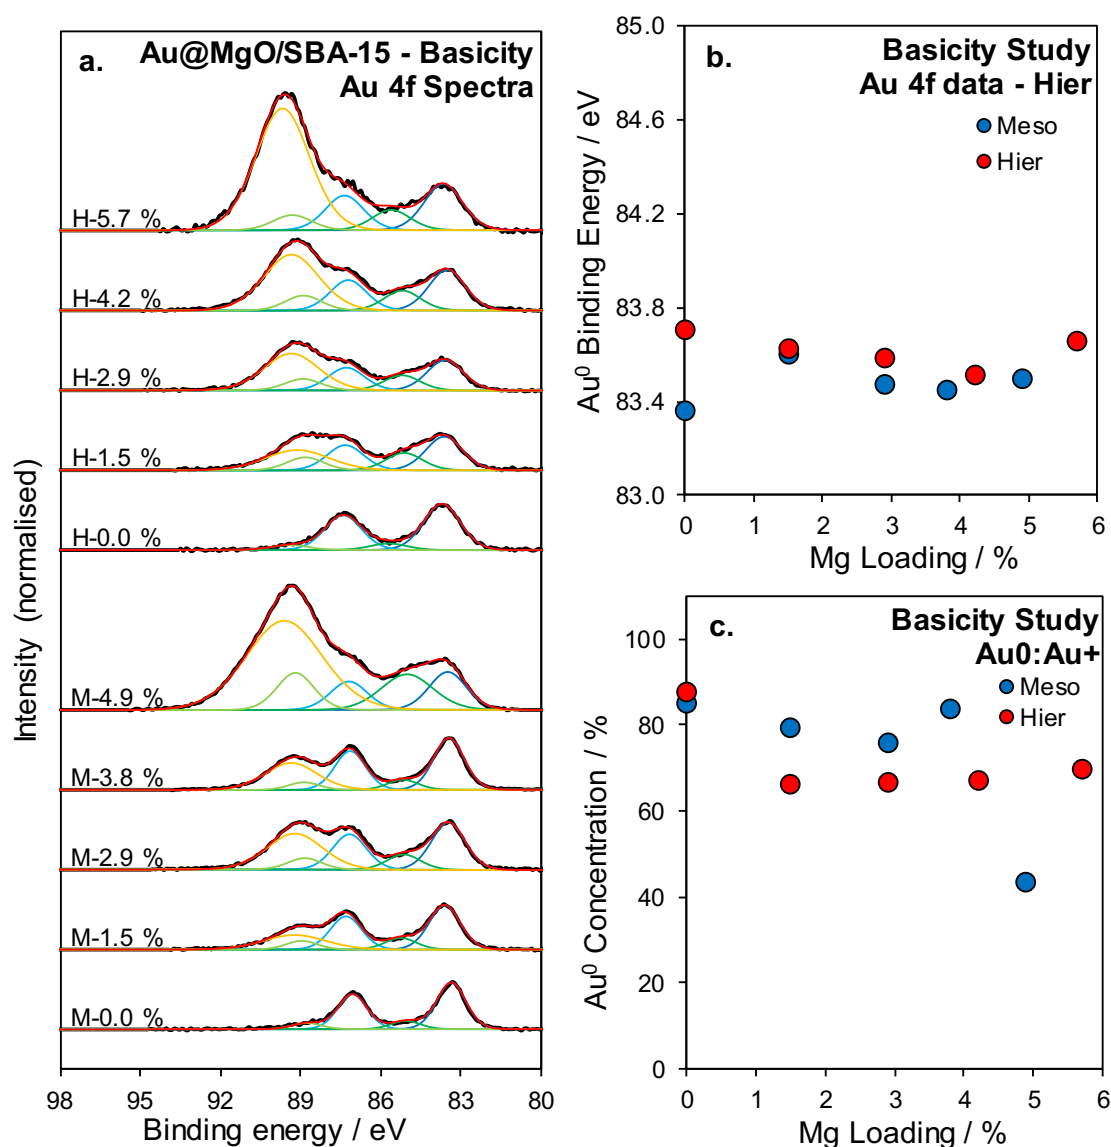 a.
Au@MgO/SBA-15 - Basicity
Au 4f Spectra
H-5.7 %
H-4.2 %
H-2.9 %
H-1.5 %
H-0.0 %
M-4.9 %
M-3.8 %
M-2.9 %
M-1.5 %
M-0.0 %
Intensity (normalised)
98 95 92 89 86 83 80
Binding energy / eV
b.
Basicity Study
Au 4f data - Hier
Meso
Hier
85.0
84.6
84.2
83.8
83.4
83.0
Au⁰ Binding Energy / eV
0 1 2 3 4 5 6
Mg Loading / %
c.
Basicity Study
Au0:Au+
Meso
Hier
100
80
60
40
20
0
Au⁰ Concentration / %
0 1 2 3 4 5 6
Mg Loading / %